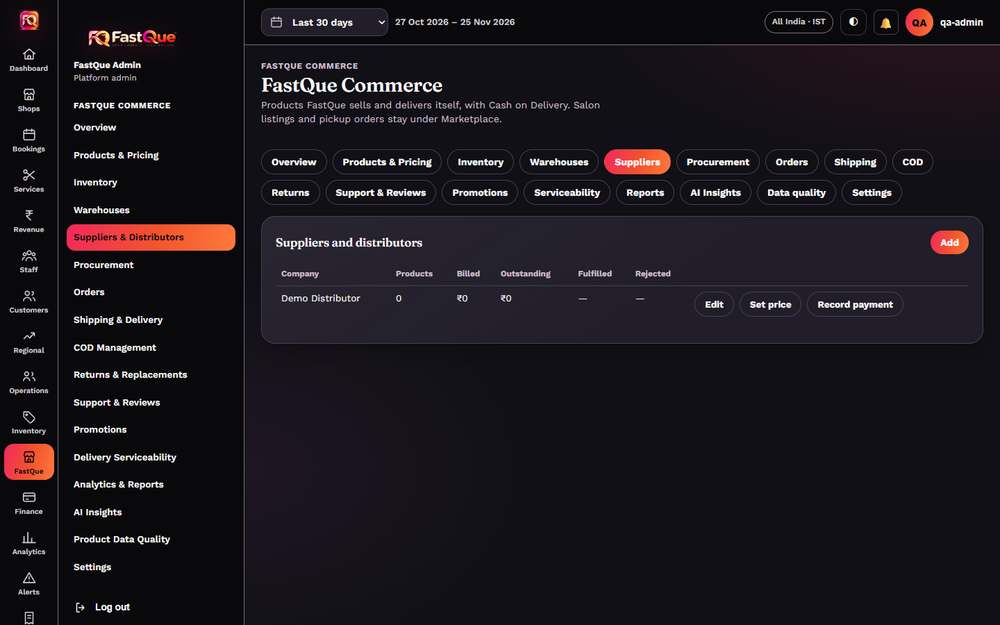 Dashboard
Shops
Bookings
Services
Revenue
Staff
Customers
Regional
Operations
Inventory
FastQue
Finance
Analytics
Alerts
FastQue
FastQue Admin
Platform admin
FASTQUE COMMERCE
Overview
Products & Pricing
Inventory
Warehouses
Suppliers & Distributors
Procurement
Orders
Shipping & Delivery
COD Management
Returns & Replacements
Support & Reviews
Promotions
Delivery Serviceability
Analytics & Reports
AI Insights
Product Data Quality
Settings
Log out
Last 30 days 27 Oct 2026 – 25 Nov 2026 All India · IST QA qa-admin
FASTQUE COMMERCE
FastQue Commerce
Products FastQue sells and delivers itself, with Cash on Delivery. Salon
listings and pickup orders stay under Marketplace.
Overview Products & Pricing Inventory Warehouses Suppliers Procurement Orders Shipping COD
Returns Support & Reviews Promotions Serviceability Reports AI Insights Data quality Settings
Suppliers and distributors Add
Company Products Billed Outstanding Fulfilled Rejected
Demo Distributor 0 ₹0 ₹0 — — Edit Set price Record payment